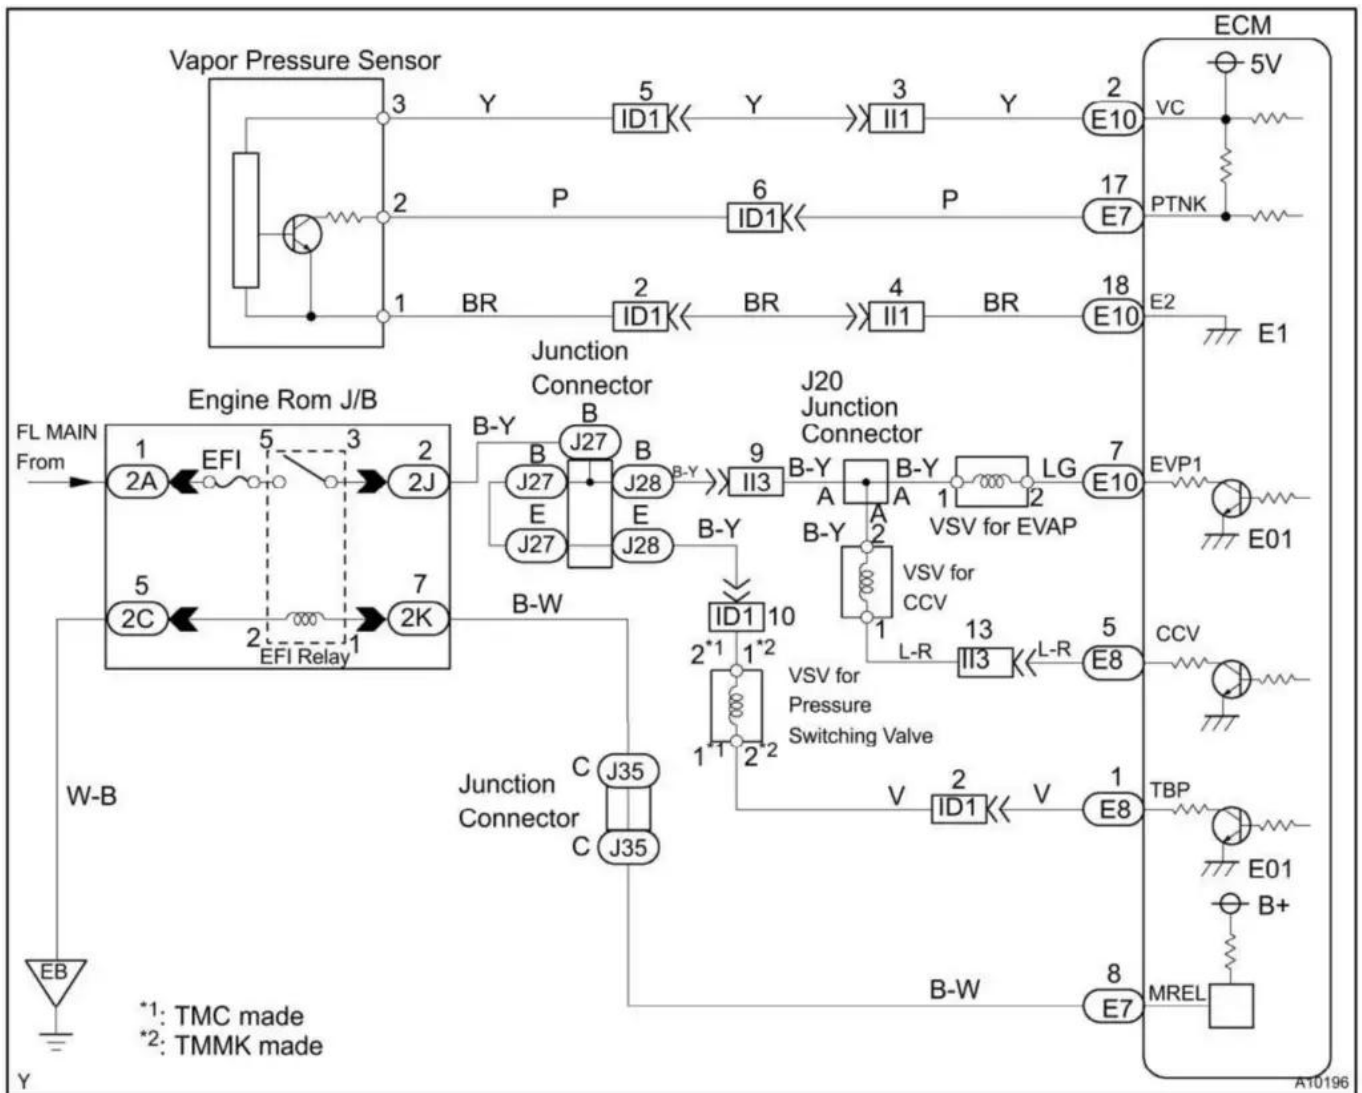 ECM
Vapor Pressure Sensor
5V
3 Y 5 Y 3 Y 2 VC
ID1 II1 E10
2 P 6 P 17 PTNK
ID1 E7
1 BR 2 BR 4 BR 18 E2
ID1 II1 E10
E1
Junction
Connector
J20
Junction
Connector
Engine Rom J/B
FL MAIN
From
1 EFI 5 3 2 B-Y B
J27
2A 2J
B B B-Y 9 B-Y B-Y LG 7 EVP1
J27 J28 II3 E10
A A A 1 2
VSV for EVAP
E01
E E B-Y B-Y 2
J27 J28
VSV for
CCV
1
5 7 B-W
2C 2K
2 1
EFI Relay
ID1 10
L-R 13 L-R 5 CCV
II3 E8
2*1 1*2
VSV for
Pressure
Switching Valve
1*1 2*2
W-B
Junction
Connector
C J35
C J35
V 2 V 1 TBP
ID1 E8
E01
B+
B-W 8 MREL
E7
EB
*1: TMC made
*2: TMMK made
Y
A10196